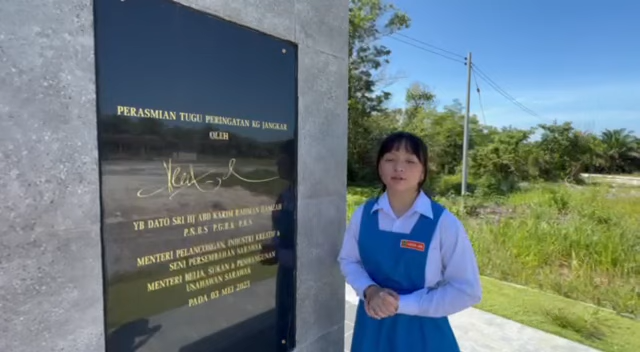 PERASMIAN TUGU PERINGATAN KG JANGKAR
OLEH
YB DATO SRI HJ ABD KARIM RAHMAN HAMZAH
P.N.B.S P.G.B.K P.B.S
MENTERI PELANCONGAN, INDUSTRI KREATIF &
SENI PERSEMBAHAN SARAWAK
MENTERI BELIA, SUKAN & PEMBANGUNAN
USAHAWAN SARAWAK
PADA 03 MEI 2023